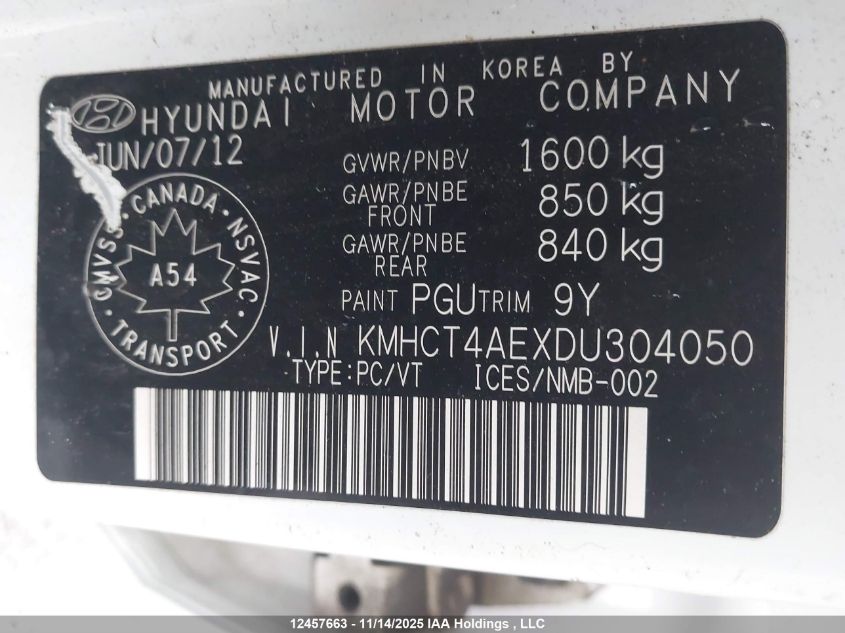 MANUFACTURED IN KOREA BY
HYUNDAI MOTOR COMPANY
JUN/07/12
GVWR/PNBV 1600 kg
GAWR/PNBE FRONT 850 kg
GAWR/PNBE REAR 840 kg
PAINT PGU TRIM 9Y
CANADA · NSVAC · TRANSPORT · CMVSS
A54
V.I.N KMHCT4AEXDU304050
TYPE:PC/VT ICES/NMB-002
12457663 - 11/14/2025 IAA Holdings , LLC